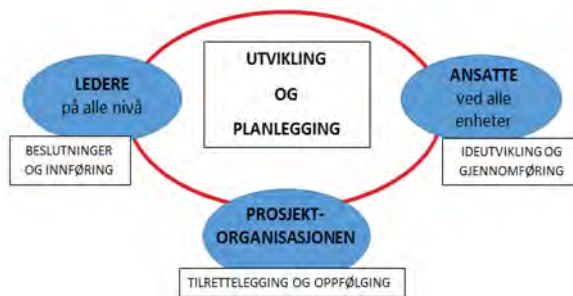 UTVIKLING
OG
PLANLEGGING
LEDERE
på alle nivå
BESLUTNINGER
OG INNFØRING
ANSATTE
ved alle
enheter
IDEUTVIKLING OG
GJENNOMFØRING
PROSJEKT-
ORGANISASJONEN
TILRETTELEGGING OG OPPFØLGING